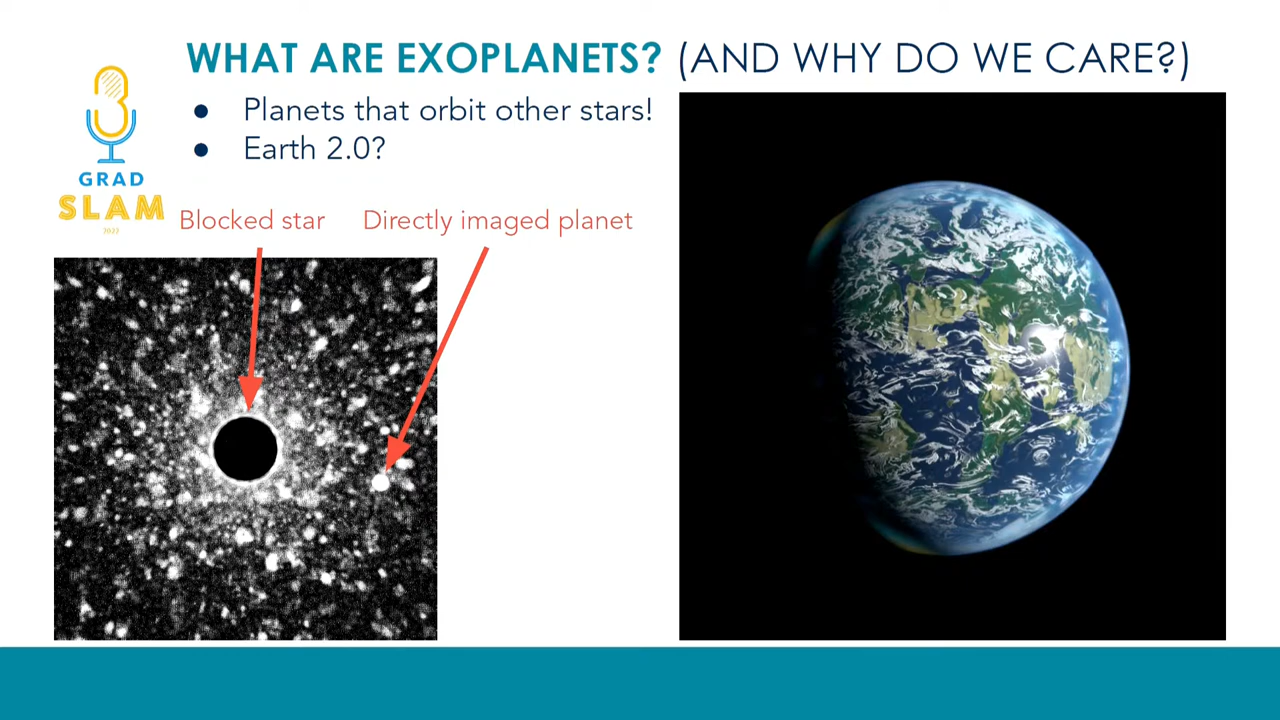 WHAT ARE EXOPLANETS? (AND WHY DO WE CARE?)
● Planets that orbit other stars!
● Earth 2.0?
GRAD
SLAM
Blocked star
Directly imaged planet